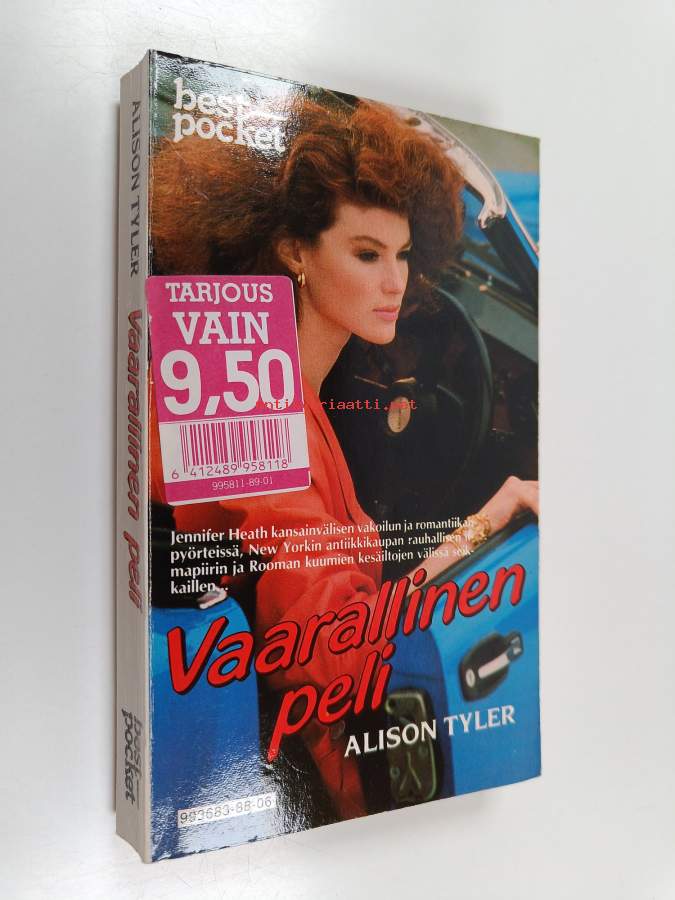 best
pocket
TARJOUS
VAIN
9,50
6 412489 958118
995811-89-01
antikvariaatti.net
Jennifer Heath kansainvälisen vakoilun ja romantiikan
pyörteissä, New Yorkin antiikkikaupan rauhallisen il-
mapiirin ja Rooman kuumien kesäiltojen välissä seik-
kaillen...
Vaarallinen
peli
ALISON TYLER
993683-88-06
ALISON TYLER
Vaarallinen peli
best
pocket